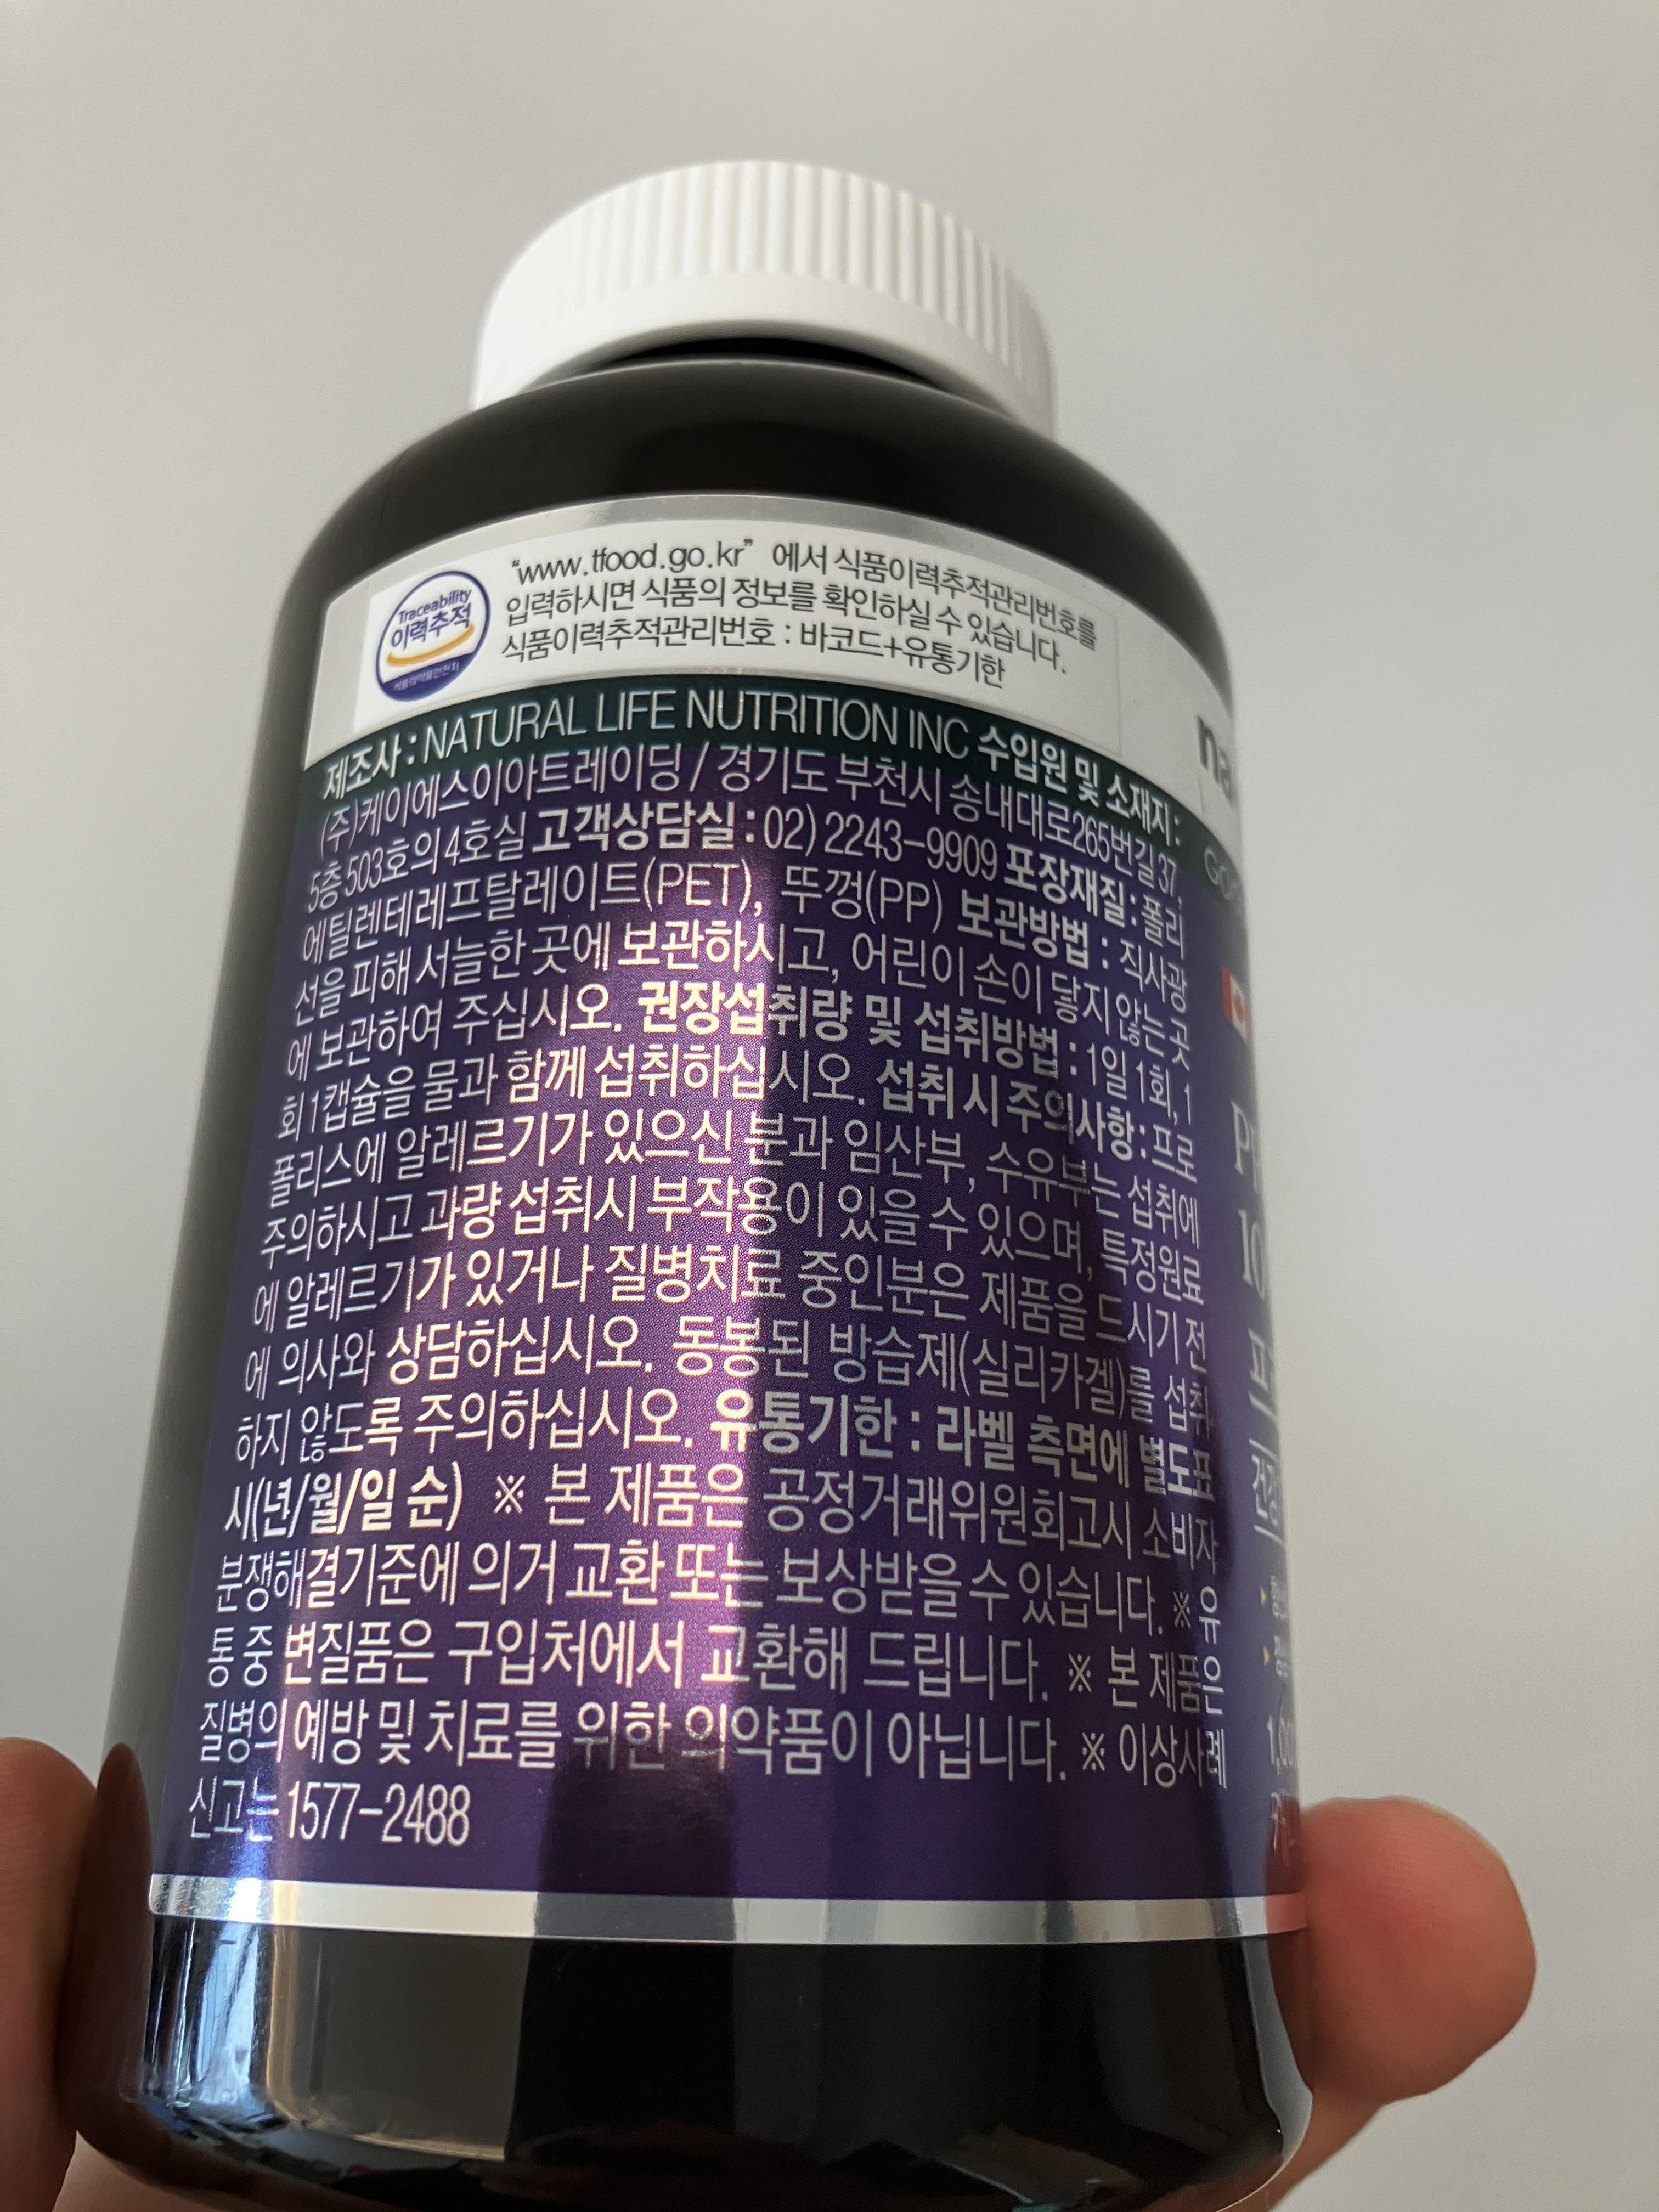 Traceability
이력추적
식품의약품안전처
"www.tfood.go.kr" 에서 식품이력추적관리번호를
입력하시면 식품의 정보를 확인하실 수 있습니다.
식품이력추적관리번호 : 바코드+유통기한
제조사 : NATURAL LIFE NUTRITION INC 수입원 및 소재지 :
(주)케이에스이아트레이딩 / 경기도 부천시 송내대로265번길 37,
5층 503호의 4호실 고객상담실 : 02) 2243-9909 포장재질 : 폴리
에틸렌테레프탈레이트(PET), 뚜껑(PP) 보관방법 : 직사광
선을 피해 서늘한 곳에 보관하시고, 어린이 손이 닿지 않는 곳
에 보관하여 주십시오. 권장섭취량 및 섭취방법 : 1일 1회, 1
회 1캡슐을 물과 함께 섭취하십시오. 섭취시주의사항 : 프로
폴리스에 알레르기가 있으신 분과 임산부, 수유부는 섭취에
주의하시고 과량 섭취시 부작용이 있을 수 있으며, 특정원료
에 알레르기가 있거나 질병치료 중인분은 제품을 드시기 전
에 의사와 상담하십시오. 동봉된 방습제(실리카겔)를 섭취
하지 않도록 주의하십시오. 유통기한 : 라벨 측면에 별도표
시(년/월/일 순) ※ 본 제품은 공정거래위원회고시 소비자
분쟁해결기준에 의거 교환 또는 보상받을 수 있습니다. ※ 유
통 중 변질품은 구입처에서 교환해 드립니다. ※ 본 제품은
질병의 예방 및 치료를 위한 의약품이 아닙니다. ※ 이상사례
신고는 1577-2488